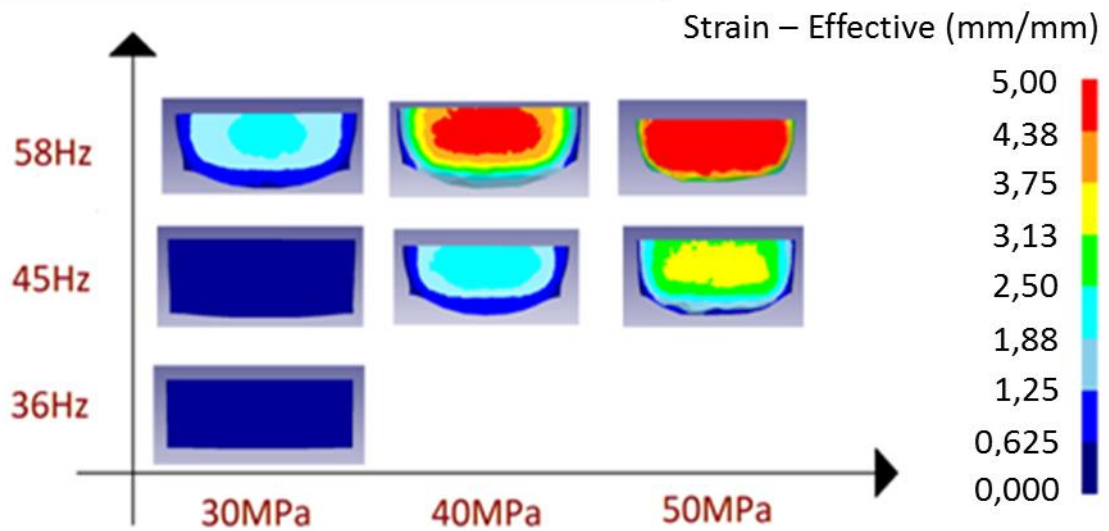 Strain – Effective (mm/mm)
5,00
4,38
3,75
3,13
2,50
1,88
1,25
0,625
0,000
58Hz
45Hz
36Hz
30MPa
40MPa
50MPa